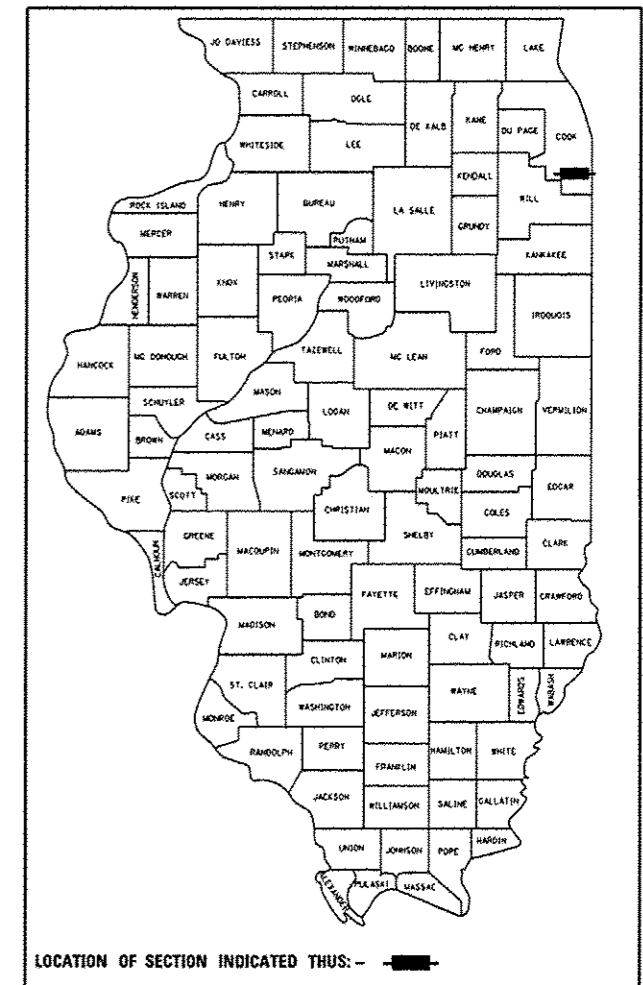 JO DAVIESS STEPHENSON WINNEBAGO BOONE MC HENRY LAKE
CARROLL OGLE DE KALB KANE DU PAGE COOK
WHITESIDE LEE KENDALL WILL
ROCK ISLAND HENRY BUREAU LA SALLE GRUNDY
MERCER STARK PUTNAM KANKAKEE
HENDERSON WARREN KNOX PEORIA MARSHALL WOODFORD LIVINGSTON IROQUOIS
HANCOCK MC DONOUGH FULTON TAZEWELL MC LEAN FORD
SCHUYLER MASON LOGAN DE WITT CHAMPAIGN VERMILION
ADAMS BROWN CASS MENARD MACON PIATT
PIKE SCOTT MORGAN SANGAMON CHRISTIAN MOULTRIE DOUGLAS EDGAR
COLES
CALHOUN GREENE MACOUPIN MONTGOMERY SHELBY CUMBERLAND CLARK
JERSEY FAYETTE EFFINGHAM JASPER CRAWFORD
MADISON BOND CLAY RICHLAND LAWRENCE
CLINTON MARION
ST. CLAIR WASHINGTON JEFFERSON WAYNE EDWARDS WABASH
MONROE
RANDOLPH PERRY HAMILTON WHITE
FRANKLIN
JACKSON WILLIAMSON SALINE GALLATIN
UNION JOHNSON POPE HARDIN
ALEXANDER PULASKI MASSAC
LOCATION OF SECTION INDICATED THUS: -